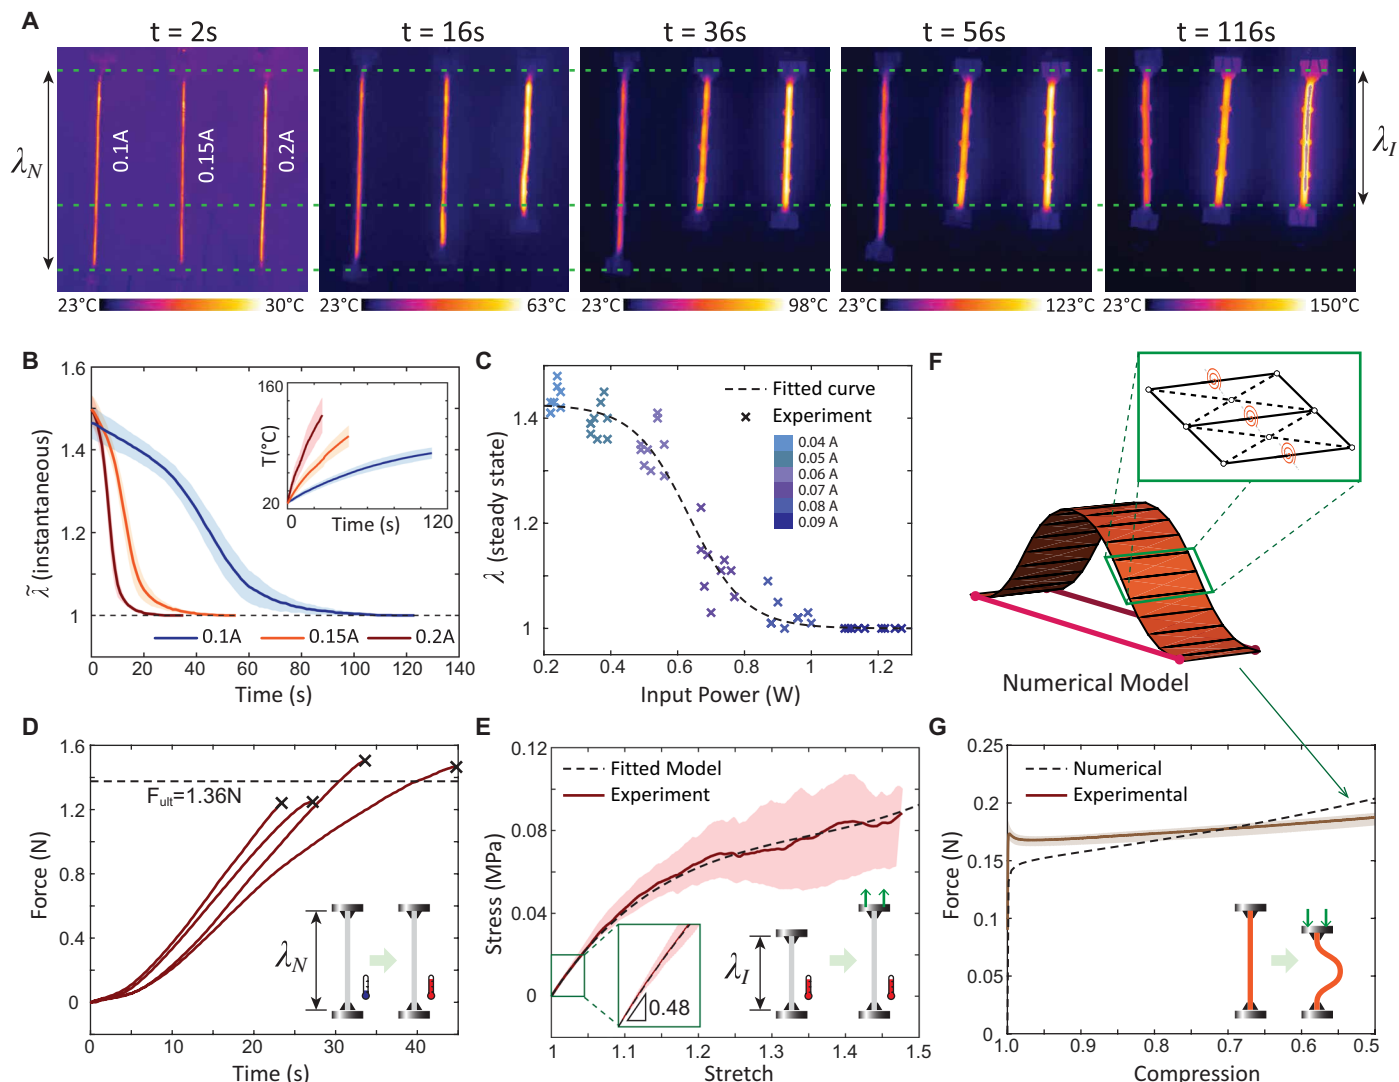 A
t = 2s
t = 16s
t = 36s
t = 56s
t = 116s
λN
0.1A
0.15A
0.2A
λI
23°C
30°C
23°C
63°C
23°C
98°C
23°C
123°C
23°C
150°C
B
1.6
1.4
1.2
1
λ̃ (instantaneous)
160
T(°C)
20
0
Time (s)
120
0.1A
0.15A
0.2A
0
20
40
60
80
100
120
140
Time (s)
C
Fitted curve
Experiment
0.04 A
0.05 A
0.06 A
0.07 A
0.08 A
0.09 A
1.4
1.2
1
λ (steady state)
0.2
0.4
0.6
0.8
1
1.2
Input Power (W)
F
Numerical Model
D
1.6
1.2
0.8
0.4
0
Force (N)
Fult=1.36N
λN
0
10
20
30
40
45
Time (s)
E
0.12
0.08
0.04
0
Stress (MPa)
Fitted Model
Experiment
0.48
λI
1
1.1
1.2
1.3
1.4
1.5
Stretch
G
0.25
0.2
0.15
0.1
0.05
0
Force (N)
Numerical
Experimental
1.0
0.9
0.8
0.7
0.6
0.5
Compression